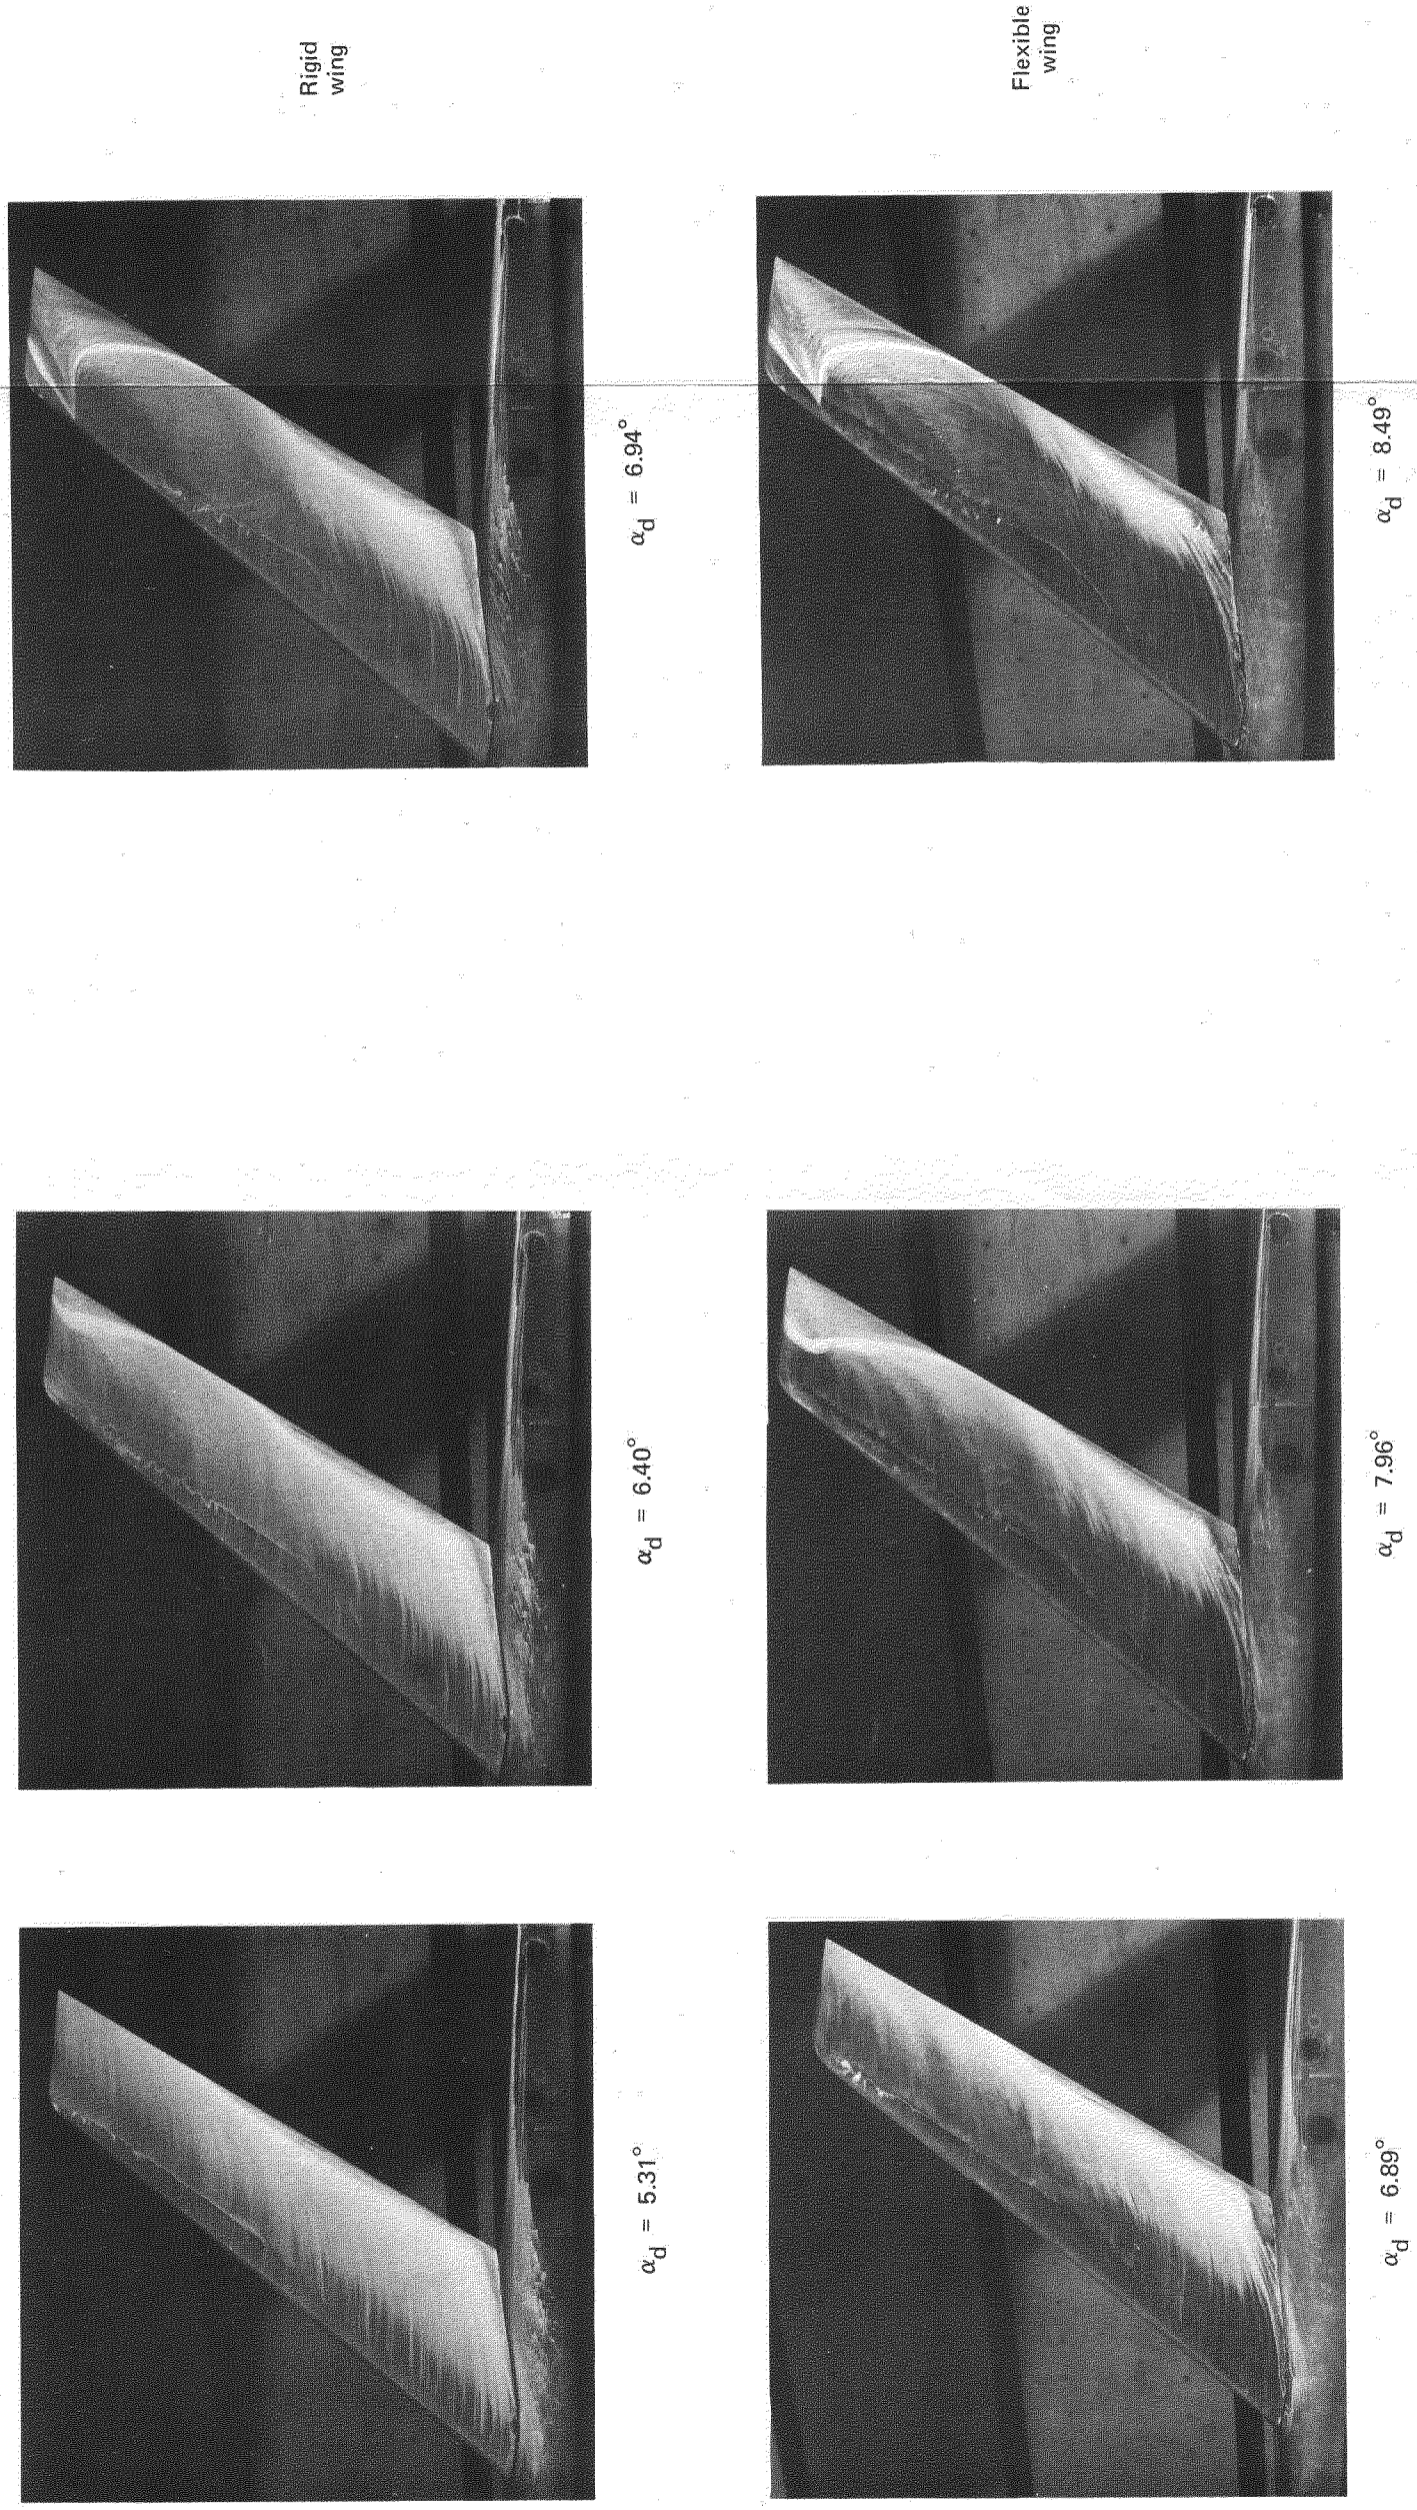 Rigid
wing
α_d = 5.31°
α_d = 6.40°
α_d = 6.94°
Flexible
wing
α_d = 6.89°
α_d = 7.96°
α_d = 8.49°